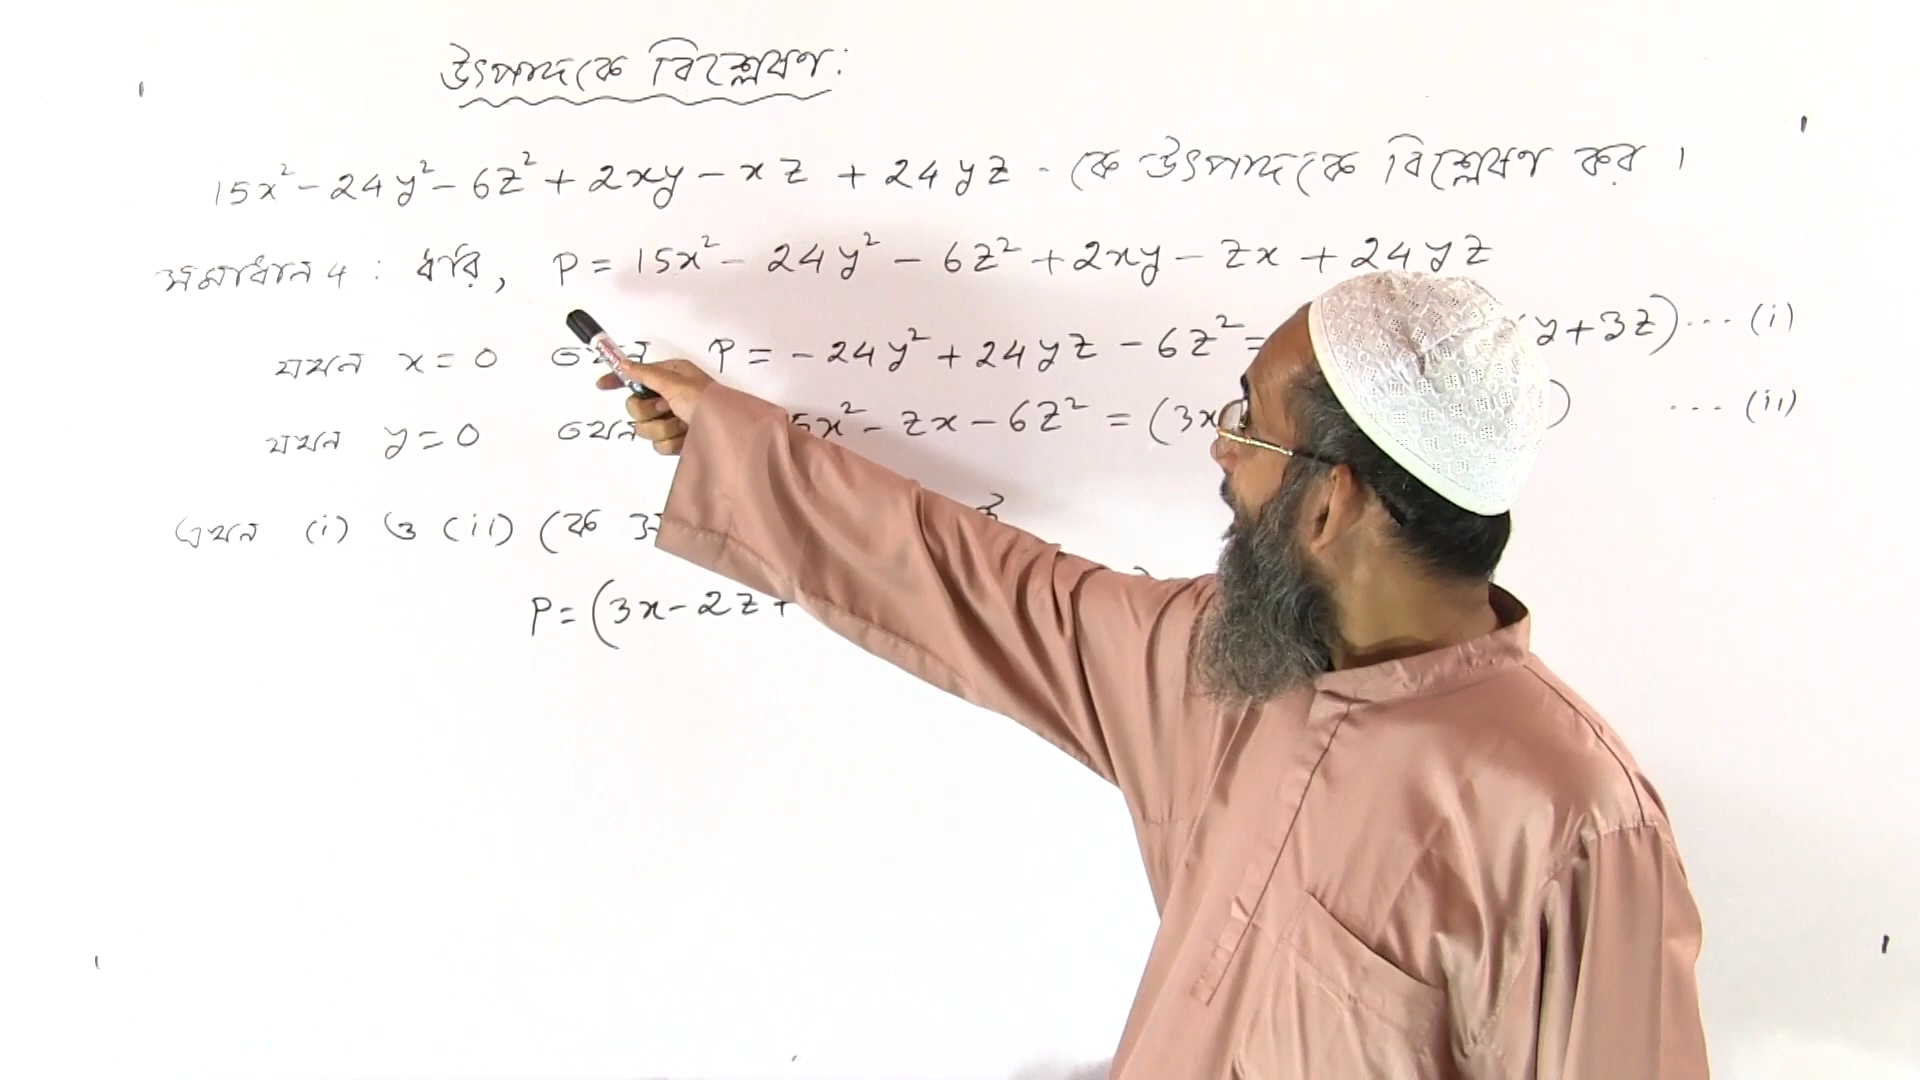 উৎপাদকে বিশ্লেষণ:
15x² - 24y² - 6z² + 2xy - xz + 24yz - কে উৎপাদকে বিশ্লেষণ কর ।
সমাধান 4 : ধরি, P = 15x² - 24y² - 6z² + 2xy - zx + 24yz
যখন x = 0 তখন P = -24y² + 24yz - 6z² = y + 3z) ... (i)
যখন y = 0 তখন 5x² - zx - 6z² = (3x ) ... (ii)
এখন (i) ও (ii) কে
P = (3x - 2z +